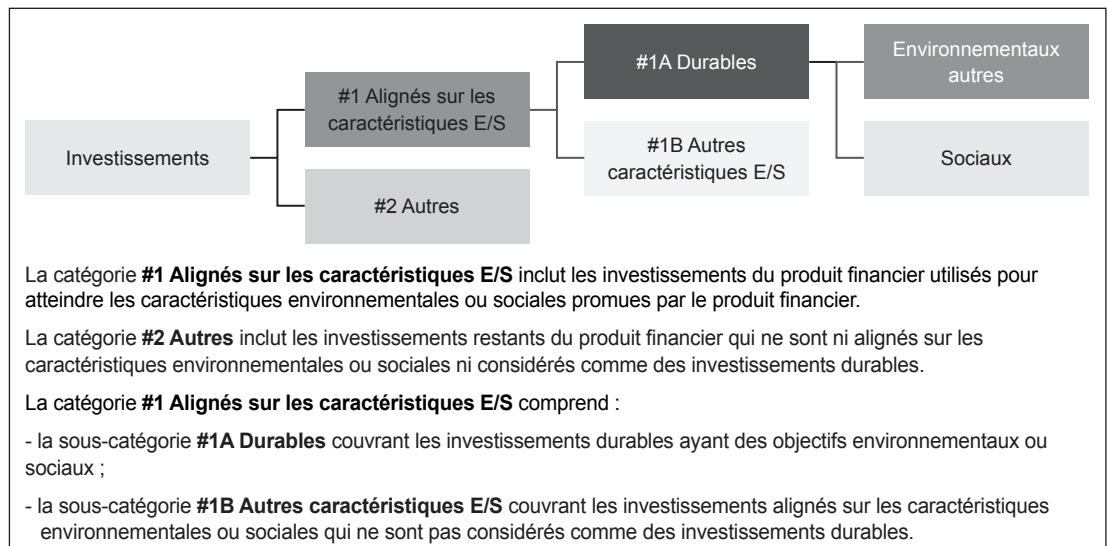 Investissements
#1 Alignés sur les
caractéristiques E/S
#2 Autres
#1A Durables
#1B Autres
caractéristiques E/S
Environnementaux
autres
Sociaux
La catégorie #1 Alignés sur les caractéristiques E/S inclut les investissements du produit financier utilisés pour
atteindre les caractéristiques environnementales ou sociales promues par le produit financier.
La catégorie #2 Autres inclut les investissements restants du produit financier qui ne sont ni alignés sur les
caractéristiques environnementales ou sociales ni considérés comme des investissements durables.
La catégorie #1 Alignés sur les caractéristiques E/S comprend :
- la sous-catégorie #1A Durables couvrant les investissements durables ayant des objectifs environnementaux ou
sociaux ;
- la sous-catégorie #1B Autres caractéristiques E/S couvrant les investissements alignés sur les caractéristiques
environnementales ou sociales qui ne sont pas considérés comme des investissements durables.